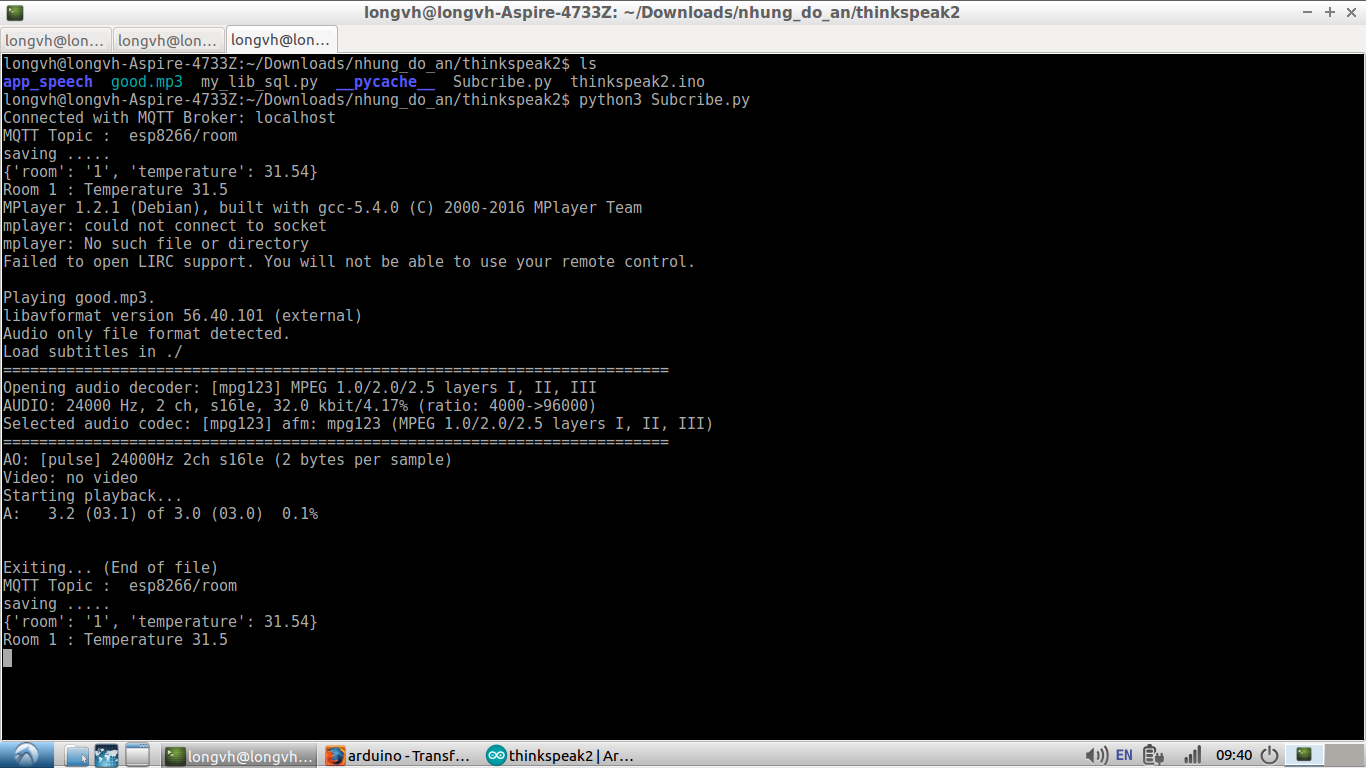 longvh@longvh-Aspire-4733Z: ~/Downloads/nhung_do_an/thinkspeak2
longvh@lon... longvh@lon... longvh@lon...
longvh@longvh-Aspire-4733Z:~/Downloads/nhung_do_an/thinkspeak2$ ls
app_speech  good.mp3  my_lib_sql.py  __pycache__  Subcribe.py  thinkspeak2.ino
longvh@longvh-Aspire-4733Z:~/Downloads/nhung_do_an/thinkspeak2$ python3 Subcribe.py
Connected with MQTT Broker: localhost
MQTT Topic :  esp8266/room
saving .....
{'room': '1', 'temperature': 31.54}
Room 1 : Temperature 31.5
MPlayer 1.2.1 (Debian), built with gcc-5.4.0 (C) 2000-2016 MPlayer Team
mplayer: could not connect to socket
mplayer: No such file or directory
Failed to open LIRC support. You will not be able to use your remote control.
Playing good.mp3.
libavformat version 56.40.101 (external)
Audio only file format detected.
Load subtitles in ./
==========================================================================
Opening audio decoder: [mpg123] MPEG 1.0/2.0/2.5 layers I, II, III
AUDIO: 24000 Hz, 2 ch, s16le, 32.0 kbit/4.17% (ratio: 4000->96000)
Selected audio codec: [mpg123] afm: mpg123 (MPEG 1.0/2.0/2.5 layers I, II, III)
==========================================================================
AO: [pulse] 24000Hz 2ch s16le (2 bytes per sample)
Video: no video
Starting playback...
A:   3.2 (03.1) of 3.0 (03.0)  0.1%
Exiting... (End of file)
MQTT Topic :  esp8266/room
saving .....
{'room': '1', 'temperature': 31.54}
Room 1 : Temperature 31.5
longvh@longvh... arduino - Transf... thinkspeak2 | Ar... EN 09:40